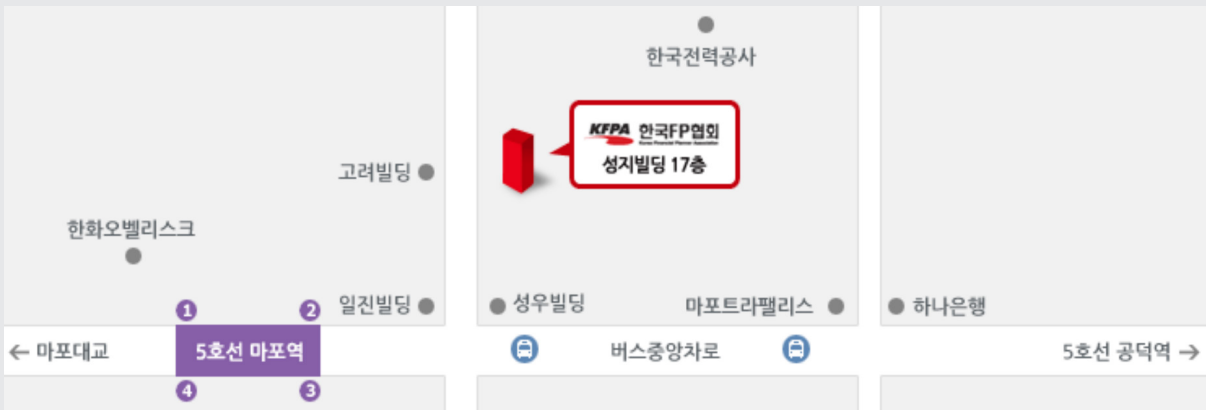 한국전력공사
KFPA 한국FP협회
Korea Financial Planner Association
성지빌딩 17층
고려빌딩
한화오벨리스크
1
2
일진빌딩
성우빌딩
마포트라팰리스
하나은행
← 마포대교
5호선 마포역
버스중앙차로
5호선 공덕역 →
4
3